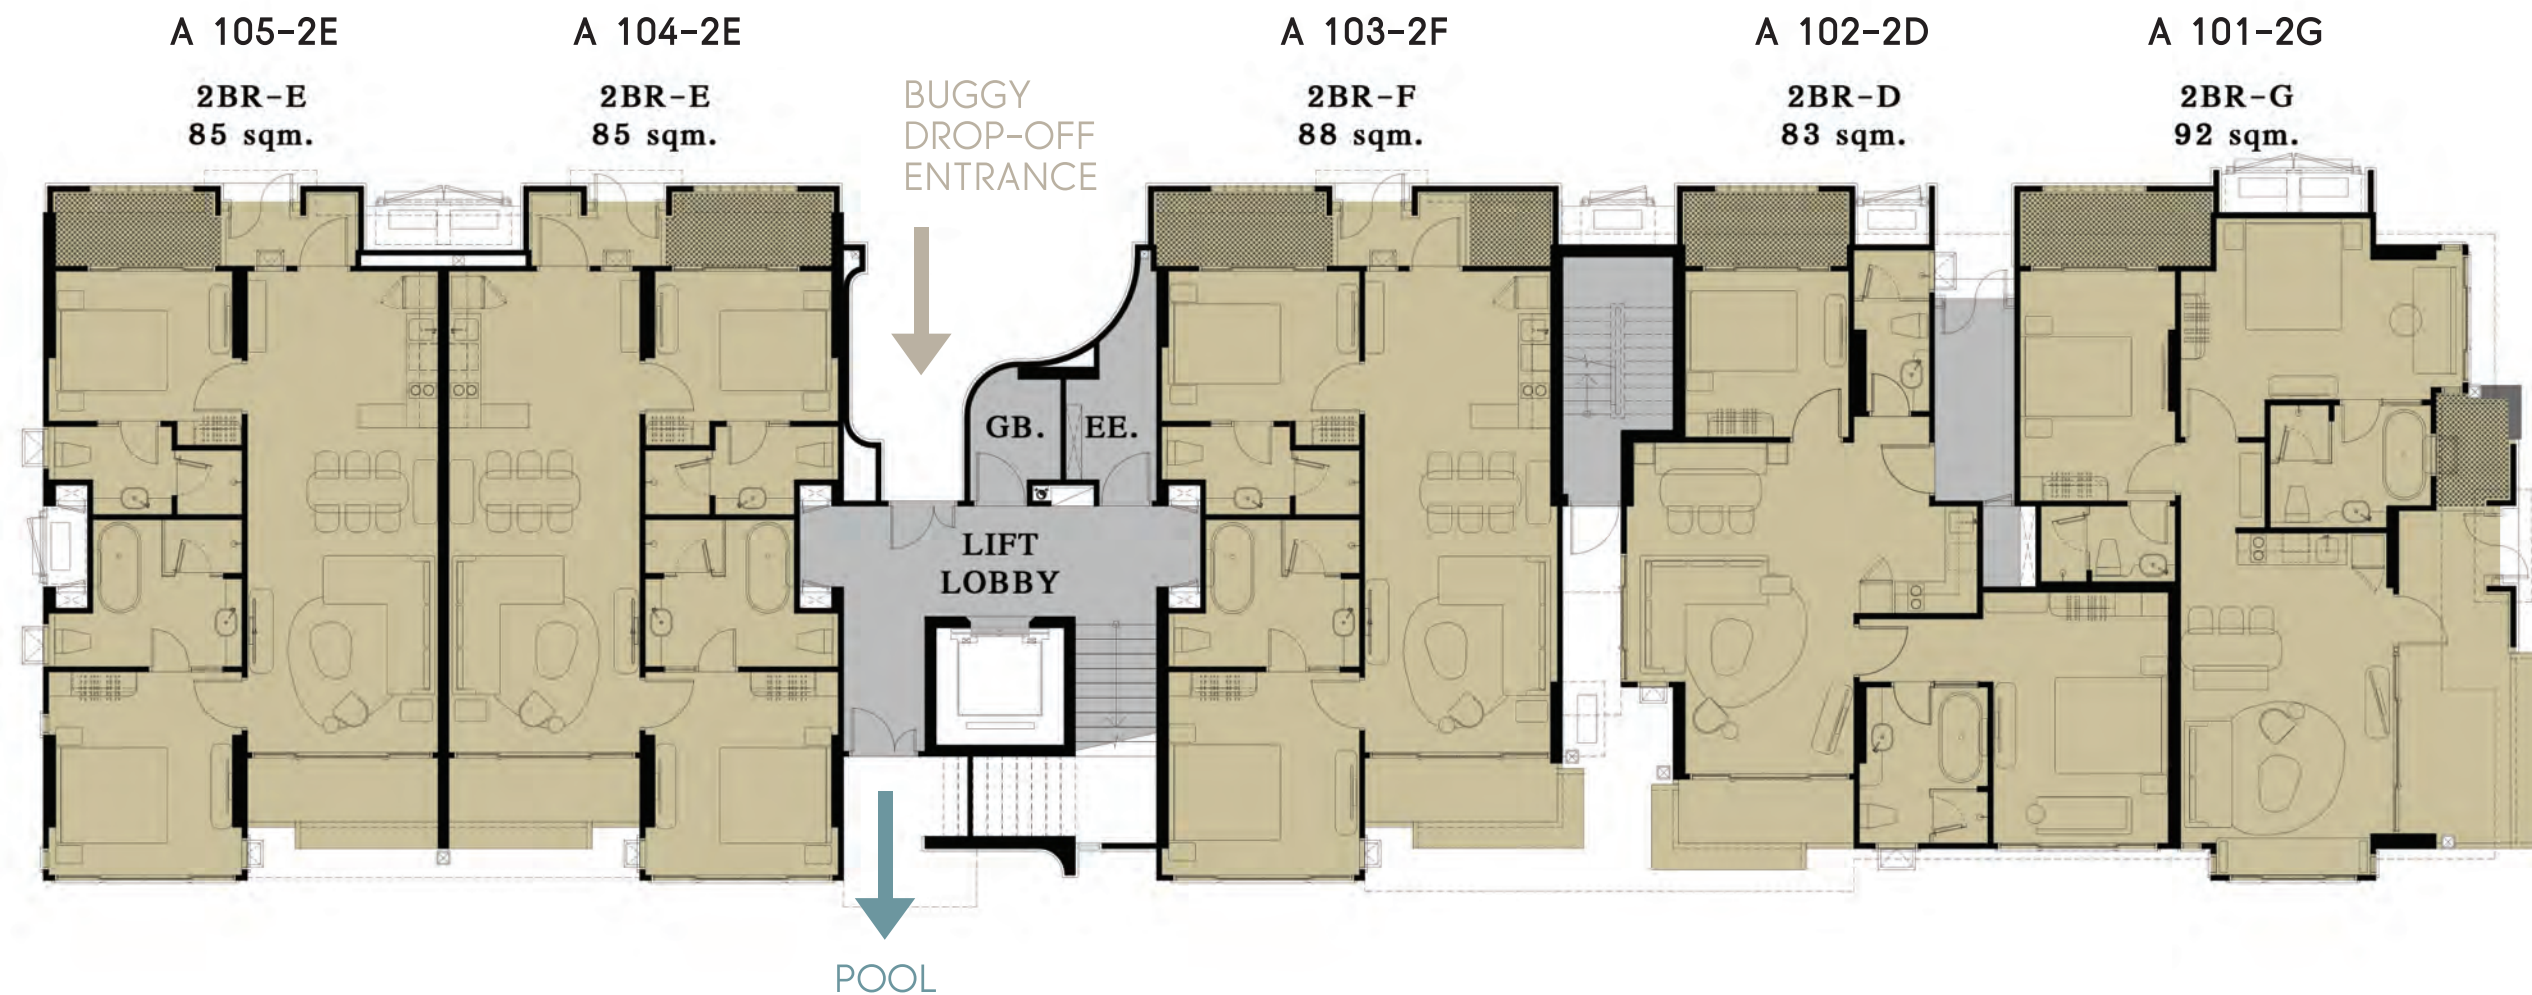 A 105-2E
2BR-E
85 sqm.
A 104-2E
2BR-E
85 sqm.
BUGGY
DROP-OFF
ENTRANCE
A 103-2F
2BR-F
88 sqm.
A 102-2D
2BR-D
83 sqm.
A 101-2G
2BR-G
92 sqm.
GB.
EE.
LIFT
LOBBY
POOL